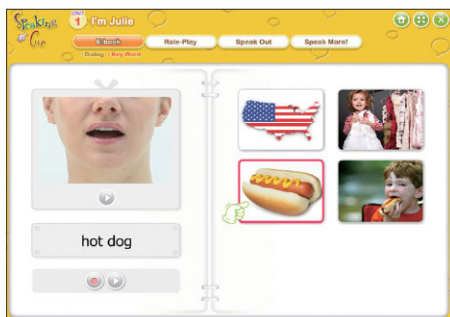 Speaking
Cue
UNIT
1
I'm Julie
E-Book
Role-Play
Speak Out
Speak More!
Dialog
Key Word
hot dog